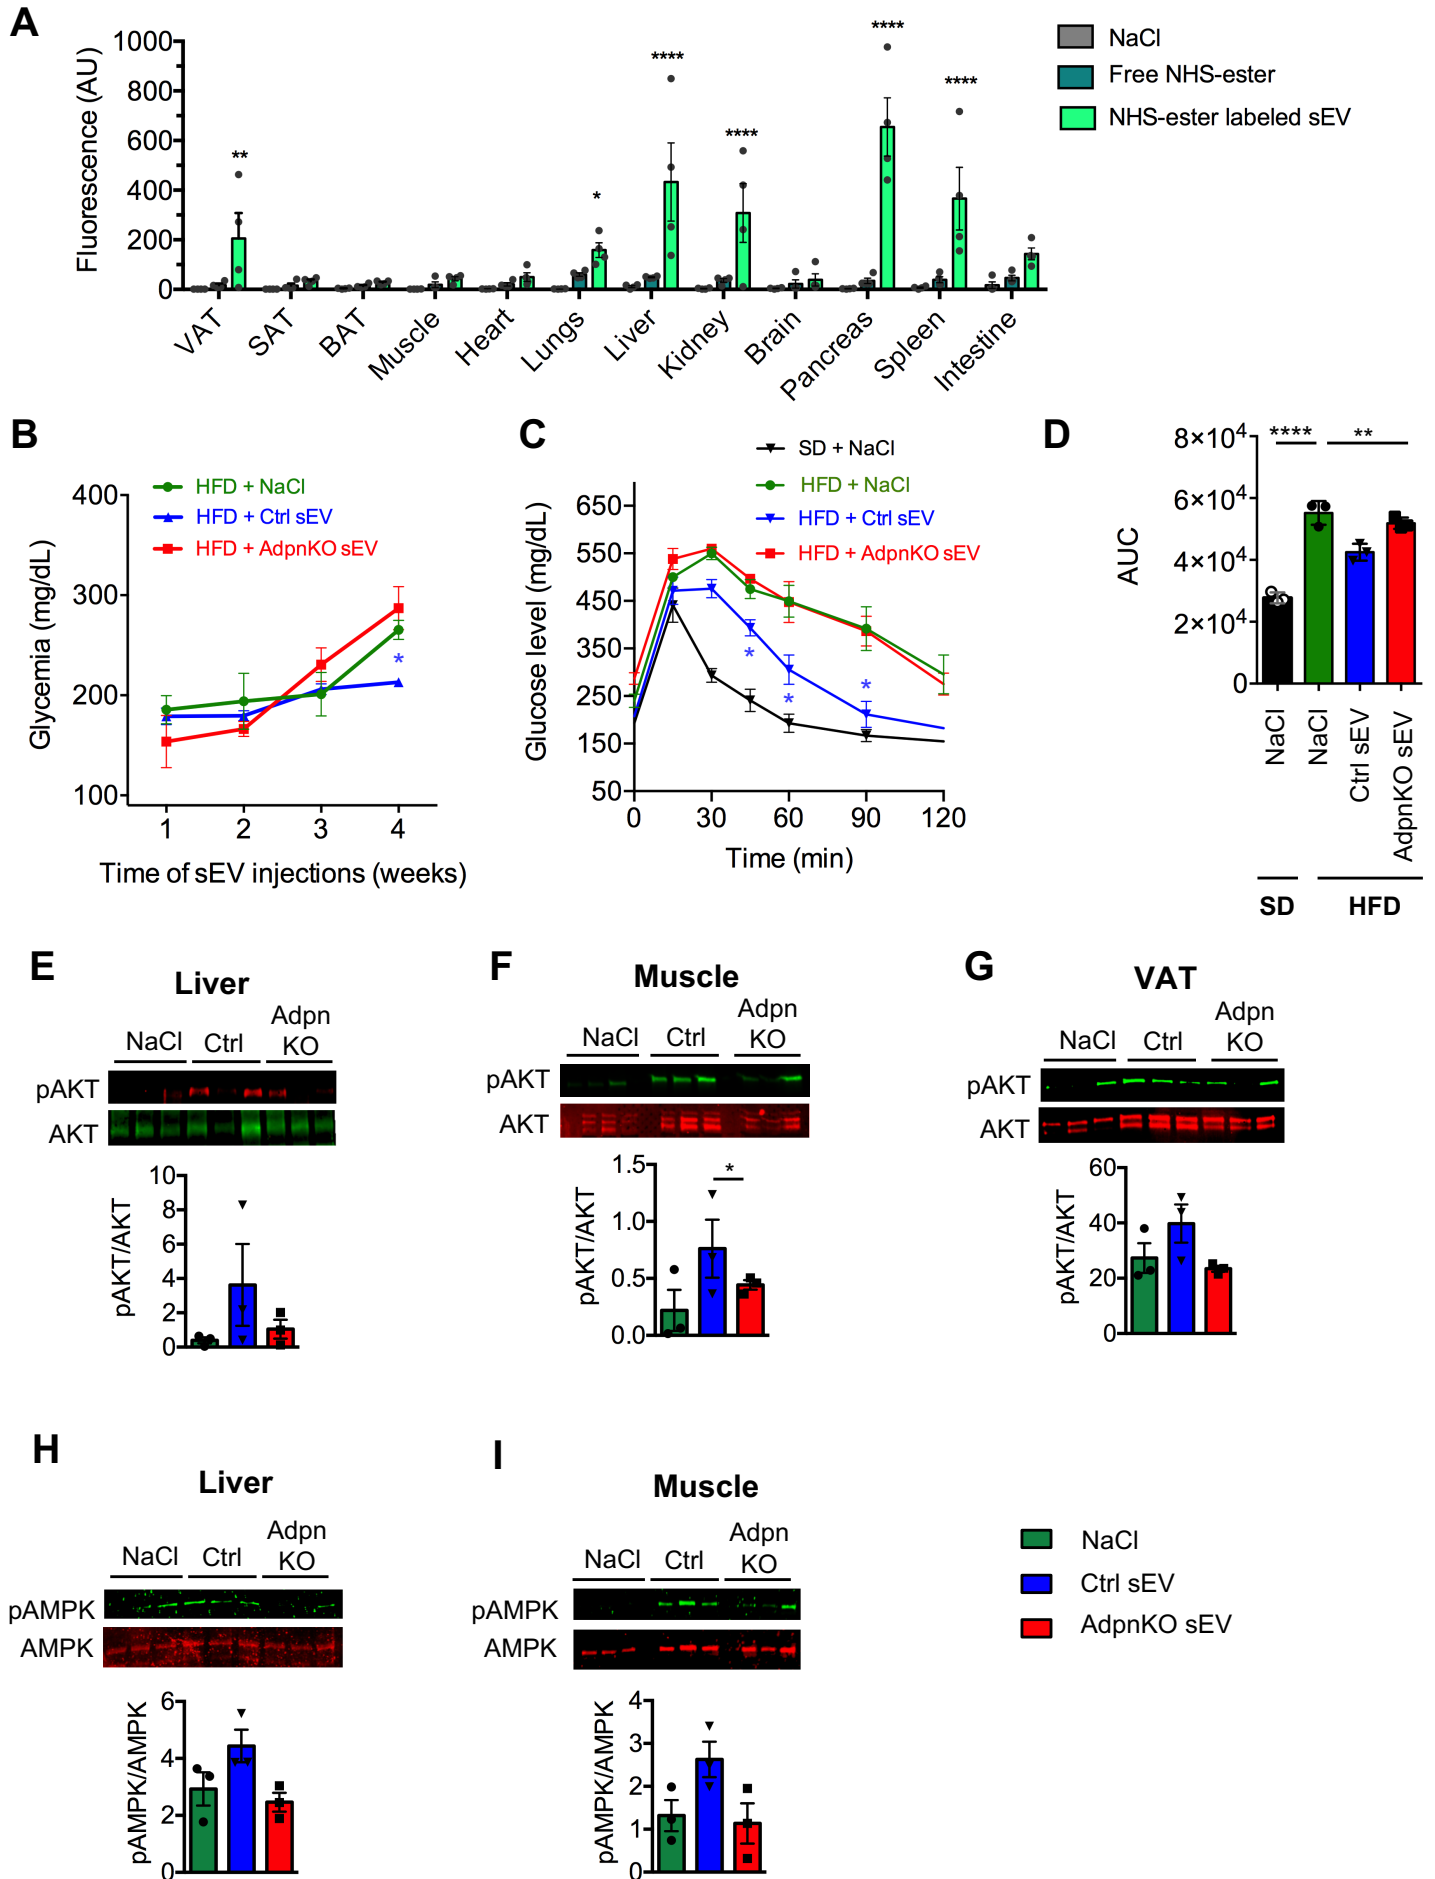 A
Fluorescence (AU)
1000
800
600
400
200
0
**
*
****
****
****
****
VAT
SAT
BAT
Muscle
Heart
Lungs
Liver
Kidney
Brain
Pancreas
Spleen
Intestine
NaCl
Free NHS-ester
NHS-ester labeled sEV
B
Glycemia (mg/dL)
400
300
200
100
HFD + NaCl
HFD + Ctrl sEV
HFD + AdpnKO sEV
*
1 2 3 4
Time of sEV injections (weeks)
C
Glucose level (mg/dL)
650
550
450
350
250
150
50
SD + NaCl
HFD + NaCl
HFD + Ctrl sEV
HFD + AdpnKO sEV
*
*
*
0 30 60 90 120
Time (min)
D
AUC
8×10⁴
6×10⁴
4×10⁴
2×10⁴
0
**** **
NaCl
NaCl
Ctrl sEV
AdpnKO sEV
SD HFD
E
Liver
NaCl Ctrl Adpn KO
pAKT
AKT
pAKT/AKT
10
8
6
4
2
0
F
Muscle
NaCl Ctrl Adpn KO
pAKT
AKT
pAKT/AKT
1.5
1.0
0.5
0.0
*
G
VAT
NaCl Ctrl Adpn KO
pAKT
AKT
pAKT/AKT
60
40
20
0
H
Liver
NaCl Ctrl Adpn KO
pAMPK
AMPK
pAMPK/AMPK
6
4
2
0
I
Muscle
NaCl Ctrl Adpn KO
pAMPK
AMPK
pAMPK/AMPK
4
3
2
1
0
NaCl
Ctrl sEV
AdpnKO sEV